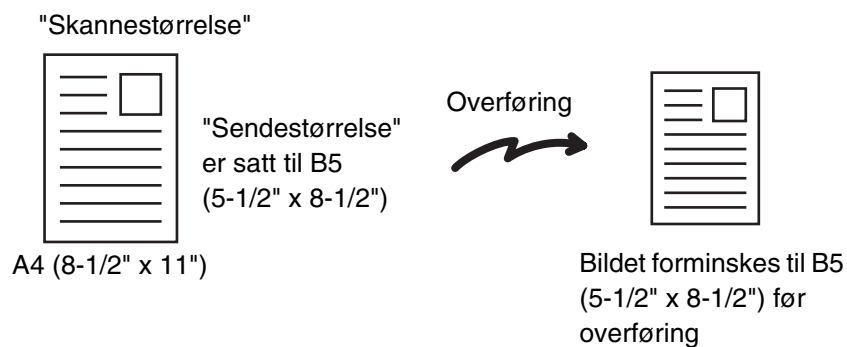 "Skannestørrelse"
"Sendestørrelse"
er satt til B5
(5-1/2" x 8-1/2")
A4 (8-1/2" x 11")
Overføring
Bildet forminskes til B5
(5-1/2" x 8-1/2") før
overføring